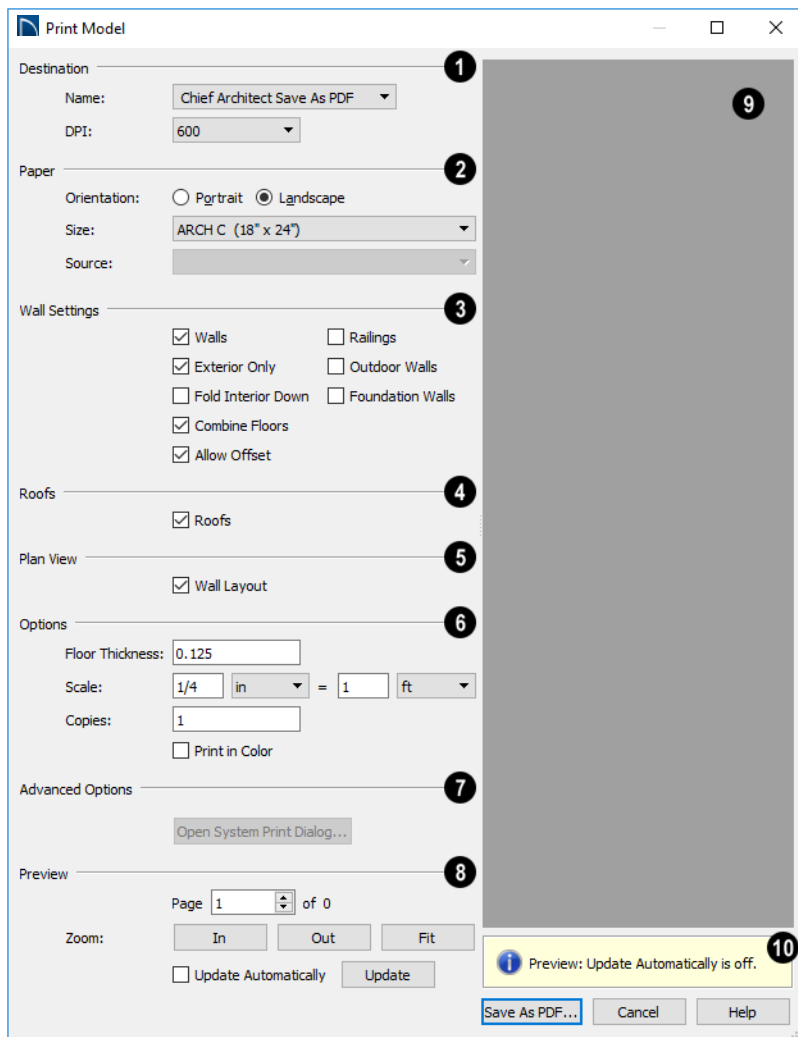 Print Model
Destination 1
Name: Chief Architect Save As PDF
DPI: 600
Paper 2
Orientation: Portrait Landscape
Size: ARCH C (18" x 24")
Source:
Wall Settings 3
Walls Railings
Exterior Only Outdoor Walls
Fold Interior Down Foundation Walls
Combine Floors
Allow Offset
Roofs 4
Roofs
Plan View 5
Wall Layout
Options 6
Floor Thickness: 0.125
Scale: 1/4 in = 1 ft
Copies: 1
Print in Color
Advanced Options 7
Open System Print Dialog...
Preview 8
Page 1 of 0
Zoom: In Out Fit
Update Automatically Update
9
10
Preview: Update Automatically is off.
Save As PDF... Cancel Help